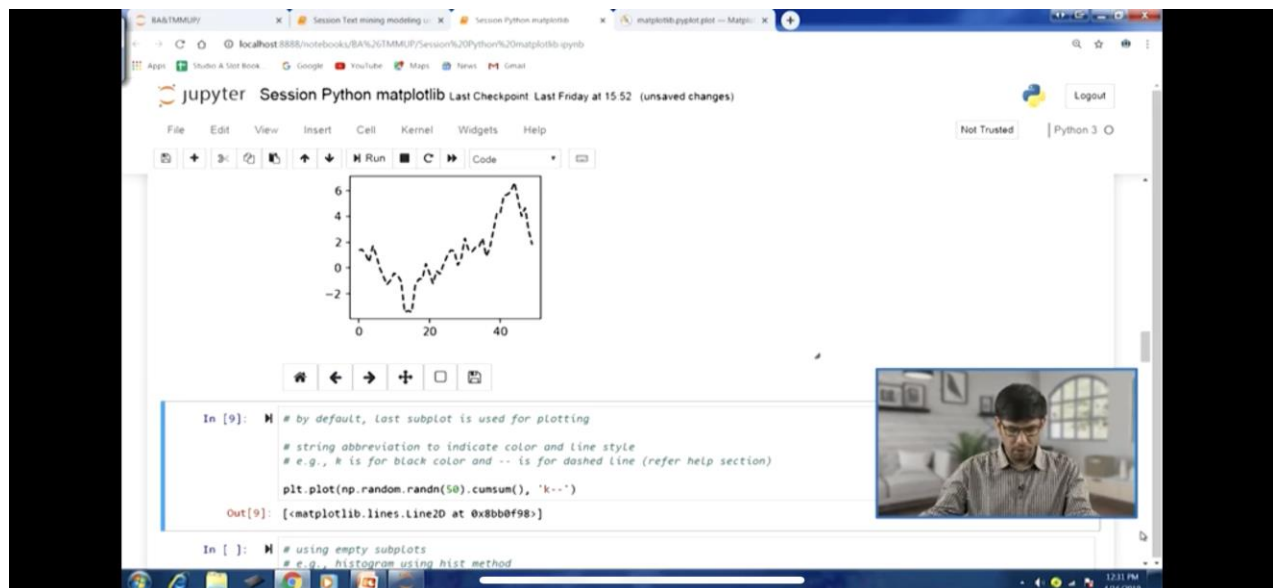 BA&TMMUP/
Session Text mining modeling u
Session Python matplotlib
matplotlib.pyplot.plot — Matplo
localhost:8888/notebooks/BA%26TMMUP/Session%20Python%20matplotlib.ipynb
Apps Studio A Slot Book... Google YouTube Maps News Gmail
jupyter Session Python matplotlib Last Checkpoint Last Friday at 15:52 (unsaved changes)
Logout
File Edit View Insert Cell Kernel Widgets Help
Not Trusted Python 3
Run Code
6
4
2
0
−2
0 20 40
In [9]: # by default, last subplot is used for plotting
# string abbreviation to indicate color and line style
# e.g., k is for black color and -- is for dashed line (refer help section)
plt.plot(np.random.randn(50).cumsum(), 'k--')
Out[9]: [<matplotlib.lines.Line2D at 0x8bb0f98>]
In [ ]: # using empty subplots
# e.g., histogram using hist method
12:31 PM